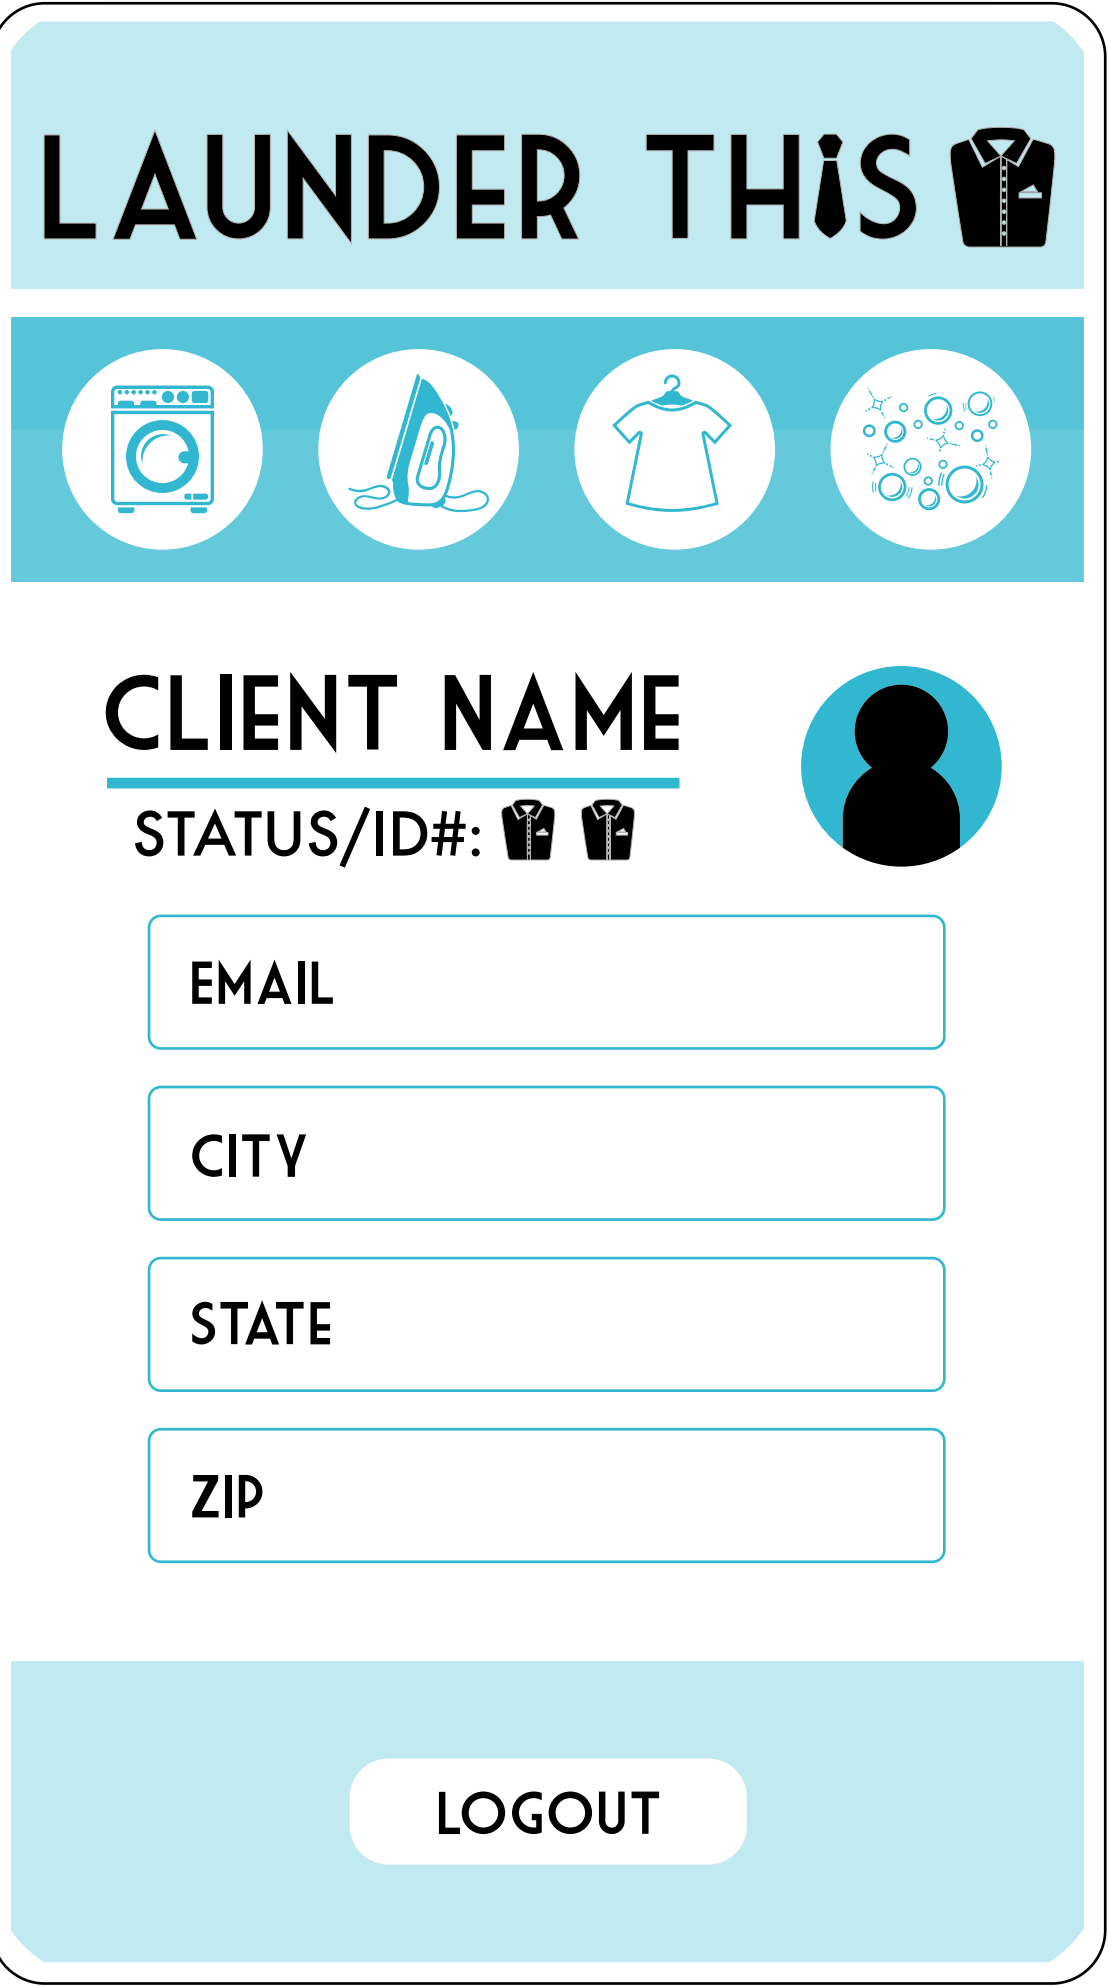 LAUNDER THIS
CLIENT NAME
STATUS/ID#:
EMAIL
CITY
STATE
ZIP
LOGOUT